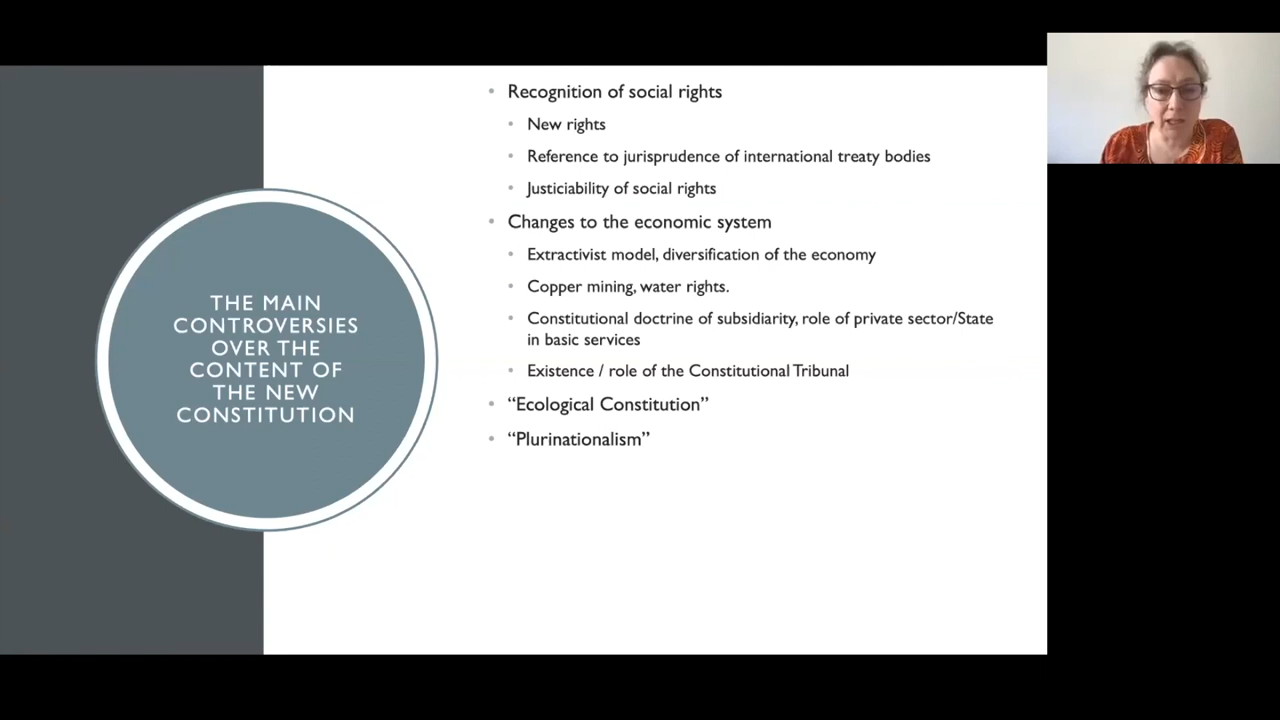 THE MAIN
CONTROVERSIES
OVER THE
CONTENT OF
THE NEW
CONSTITUTION
Recognition of social rights
New rights
Reference to jurisprudence of international treaty bodies
Justiciability of social rights
Changes to the economic system
Extractivist model, diversification of the economy
Copper mining, water rights.
Constitutional doctrine of subsidiarity, role of private sector/State
in basic services
Existence / role of the Constitutional Tribunal
“Ecological Constitution”
“Plurinationalism”